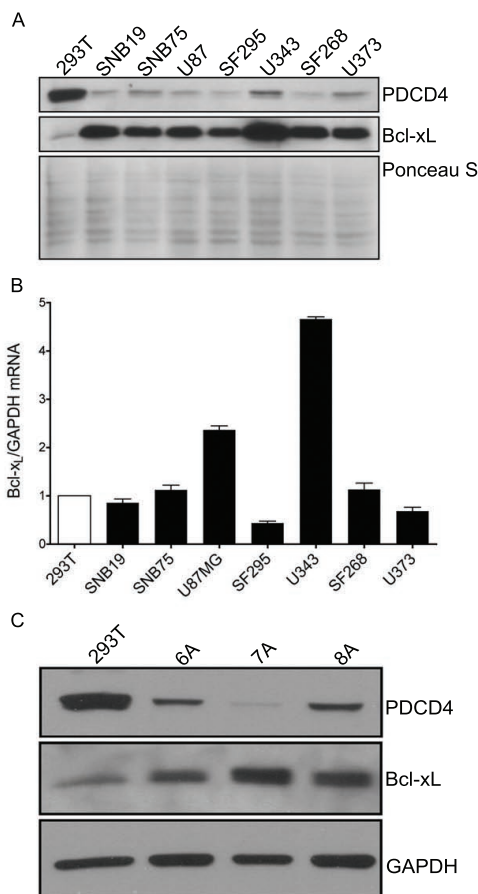 A
293T SNB19 SNB75 U87 SF295 U343 SF268 U373
PDCD4
Bcl-xL
Ponceau S
B
Bcl-xL/GAPDH mRNA
5
4
3
2
1
0
293T SNB19 SNB75 U87MG SF295 U343 SF268 U373
C
293T 6A 7A 8A
PDCD4
Bcl-xL
GAPDH